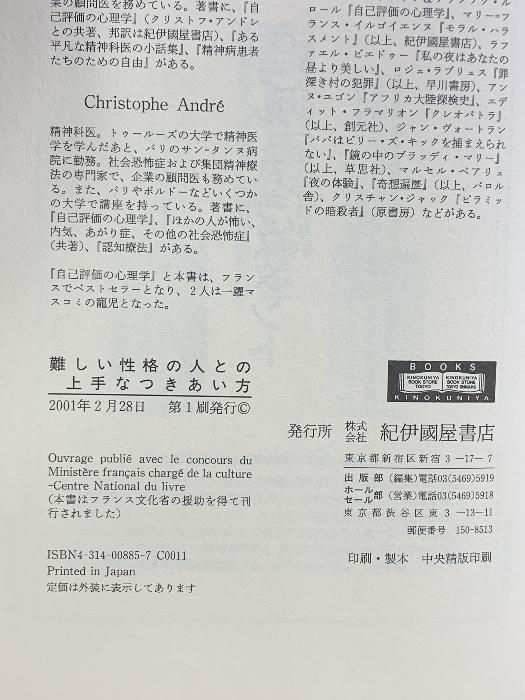 業の顧問医を務めている。著書に、『自
己評価の心理学』(クリストフ・アンドレ
との共著、邦訳は紀伊國屋書店)、『ある
平凡な精神科医の小話集』、『精神病患者
たちのための自由』がある。
Christophe André
精神科医。トゥールーズの大学で精神医
学を学んだあと、パリのサン=タンヌ病
院に勤務。社会恐怖症および集団精神療
法の専門家で、企業の顧問医も務めてい
る。また、パリやボルドーなどいくつか
の大学で講座を持っている。著書に、
『自己評価の心理学』、『ほかの人が怖い、
内気、あがり症、その他の社会恐怖症』
(共著)、『認知療法』がある。
『自己評価の心理学』と本書は、フラン
スでベストセラーとなり、2人は一躍マ
スコミの寵児となった。
ロール『自己評価の心理学』、マリー=フ
ランス・イルゴイエンヌ『モラル・ハラ
スメント』(以上、紀伊國屋書店)、ラフ
ァエル・ビエドゥー『私の夜はあなたの
昼より美しい』、ロジェ・ラブリュス『罪
深き村の犯罪』(以上、早川書房)、アン
ヌ・ユゴン『アフリカ大陸探検史』、エデ
ィット・フラマリオン『クレオパトラ』
(以上、創元社)、ジャン・ヴォートラン
『パパはビリー・ズ・キックを捕まえられ
ない』、『鏡の中のブラッディ・マリー』
(以上、草思社)、マルセル・ベアリュ
『夜の体験』、『奇想遍歴』(以上、パロル
舎)、クリスチャン・ジャック『ピラミッ
ドの暗殺者』(原書房)などがある。
難しい性格の人との
上手なつきあい方
2001年2月28日 第1刷発行©
Ouvrage publié avec le concours du
Ministère français chargé de la culture
-Centre National du livre
(本書はフランス文化省の援助を得て刊
行されました)
ISBN4-314-00885-7 C0011
Printed in Japan
定価は外装に表示してあります
BOOKS
KINOKUNIYA BOOK STORE TOKYO
KINOKUNIYA BOOK STORE TOKYO SHINJUKU
KINOKUNIYA
発行所 株式会社 紀伊國屋書店
東京都新宿区新宿3-17-7
出版部(編集)電話03(5469)5919
ホールセール部(営業)電話03(5469)5918
東京都渋谷区東3-13-11
郵便番号 150-8513
印刷・製本 中央精版印刷